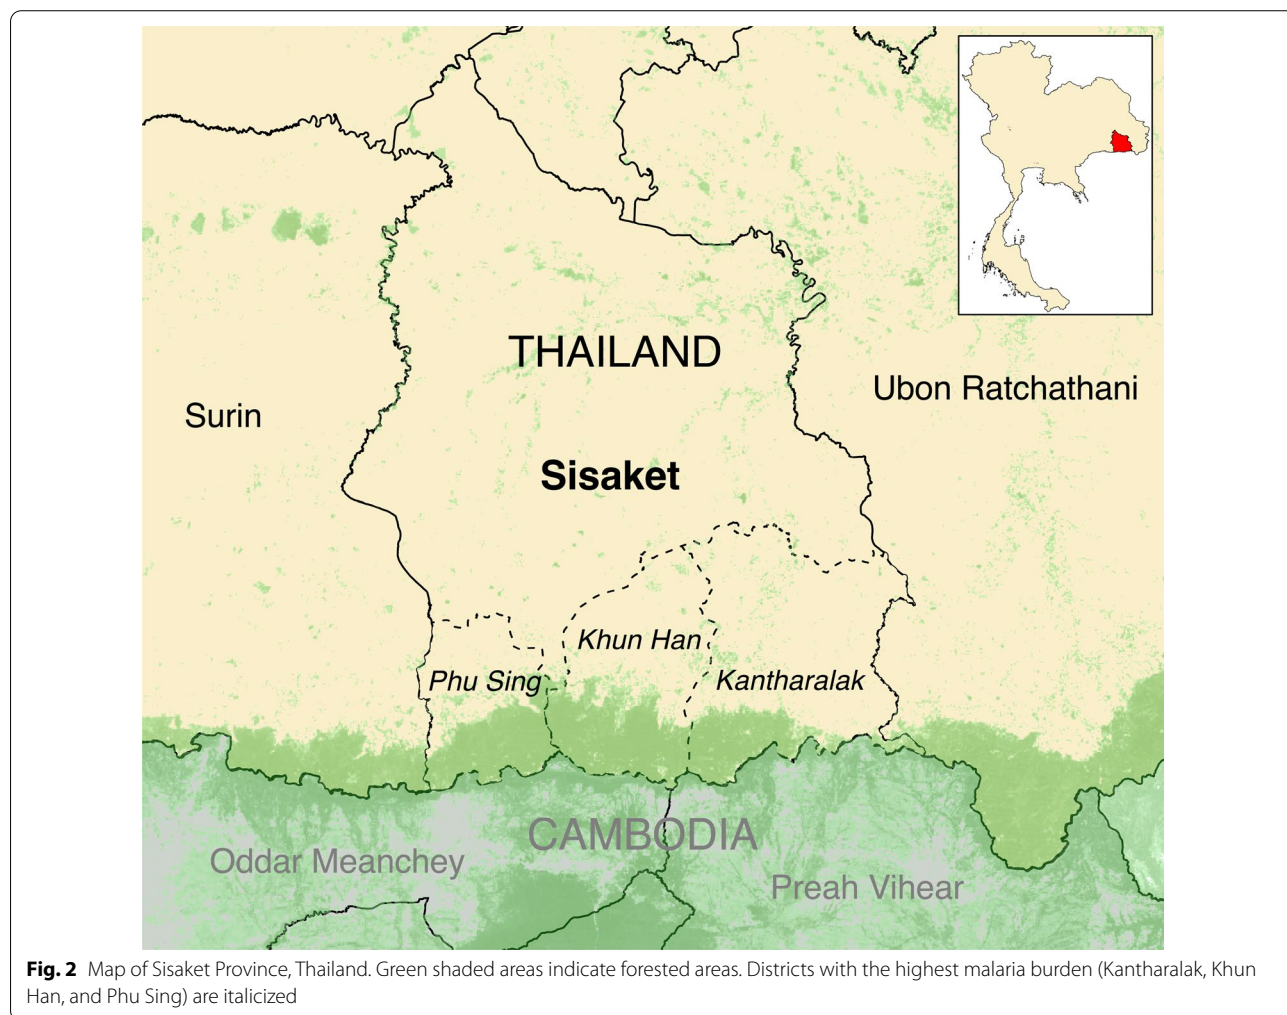 THAILAND
Ubon Ratchathani
Surin
Sisaket
Khun Han
Phu Sing
Kantharalak
CAMBODIA
Oddar Meanchey
Preah Vihear
Fig. 2 Map of Sisaket Province, Thailand. Green shaded areas indicate forested areas. Districts with the highest malaria burden (Kantharalak, Khun
Han, and Phu Sing) are italicized